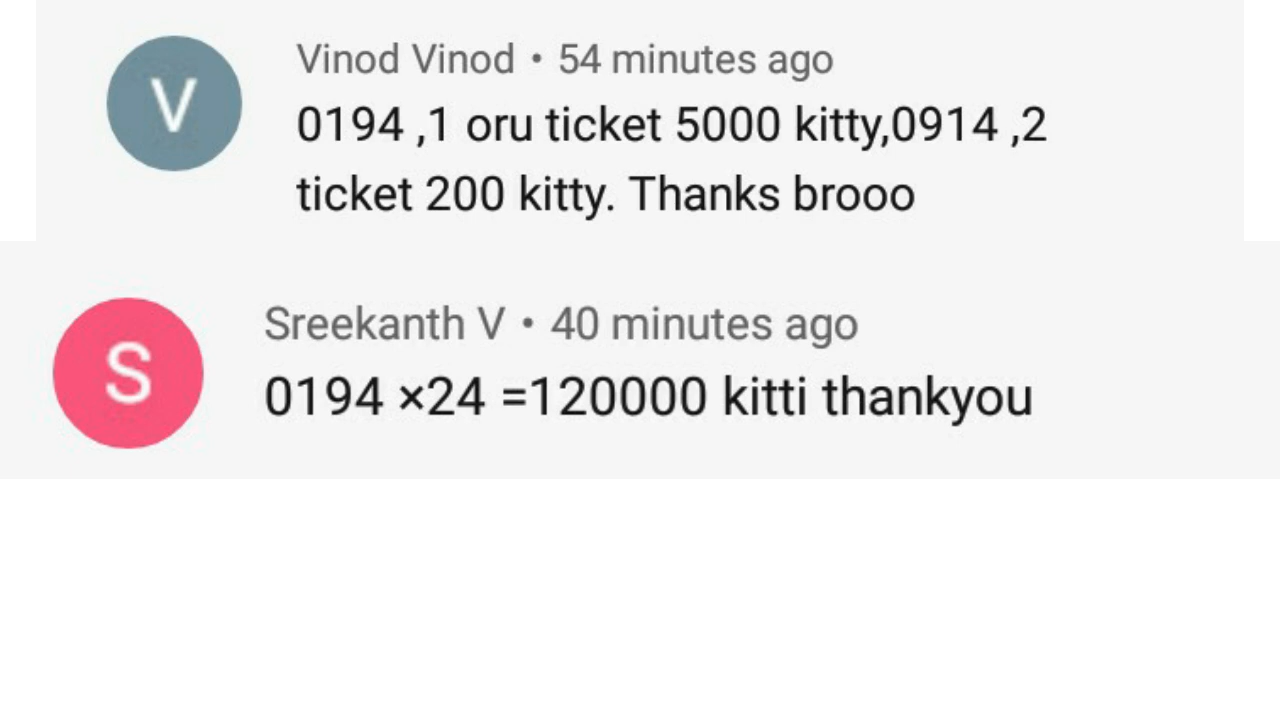 V
Vinod Vinod • 54 minutes ago
0194 ,1 oru ticket 5000 kitty,0914 ,2
ticket 200 kitty. Thanks brooo
S
Sreekanth V • 40 minutes ago
0194 ×24 =120000 kitti thankyou